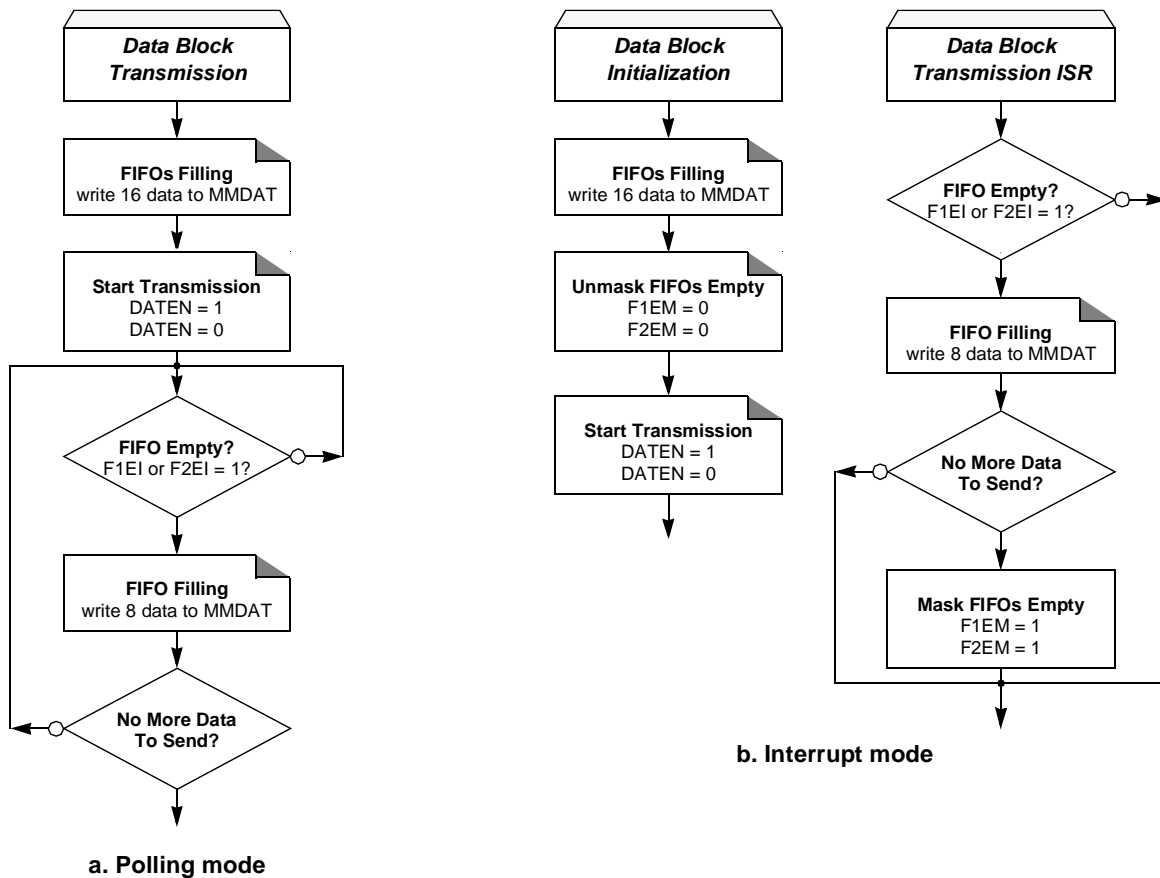 Data Block
Transmission
FIFOs Filling
write 16 data to MMDAT
Start Transmission
DATEN = 1
DATEN = 0
FIFO Empty?
F1EI or F2EI = 1?
FIFO Filling
write 8 data to MMDAT
No More Data
To Send?
a. Polling mode
Data Block
Initialization
FIFOs Filling
write 16 data to MMDAT
Unmask FIFOs Empty
F1EM = 0
F2EM = 0
Start Transmission
DATEN = 1
DATEN = 0
Data Block
Transmission ISR
FIFO Empty?
F1EI or F2EI = 1?
FIFO Filling
write 8 data to MMDAT
No More Data
To Send?
Mask FIFOs Empty
F1EM = 1
F2EM = 1
b. Interrupt mode